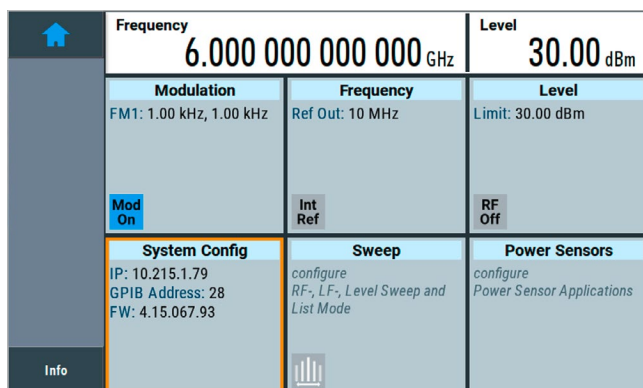 Frequency
6.000 000 000 000 GHz
Level
30.00 dBm
Modulation
FM1: 1.00 kHz, 1.00 kHz
Mod
On
Frequency
Ref Out: 10 MHz
Int
Ref
Level
Limit: 30.00 dBm
RF
Off
System Config
IP: 10.215.1.79
GPIB Address: 28
FW: 4.15.067.93
Sweep
configure
RF-, LF-, Level Sweep and
List Mode
Power Sensors
configure
Power Sensor Applications
Info